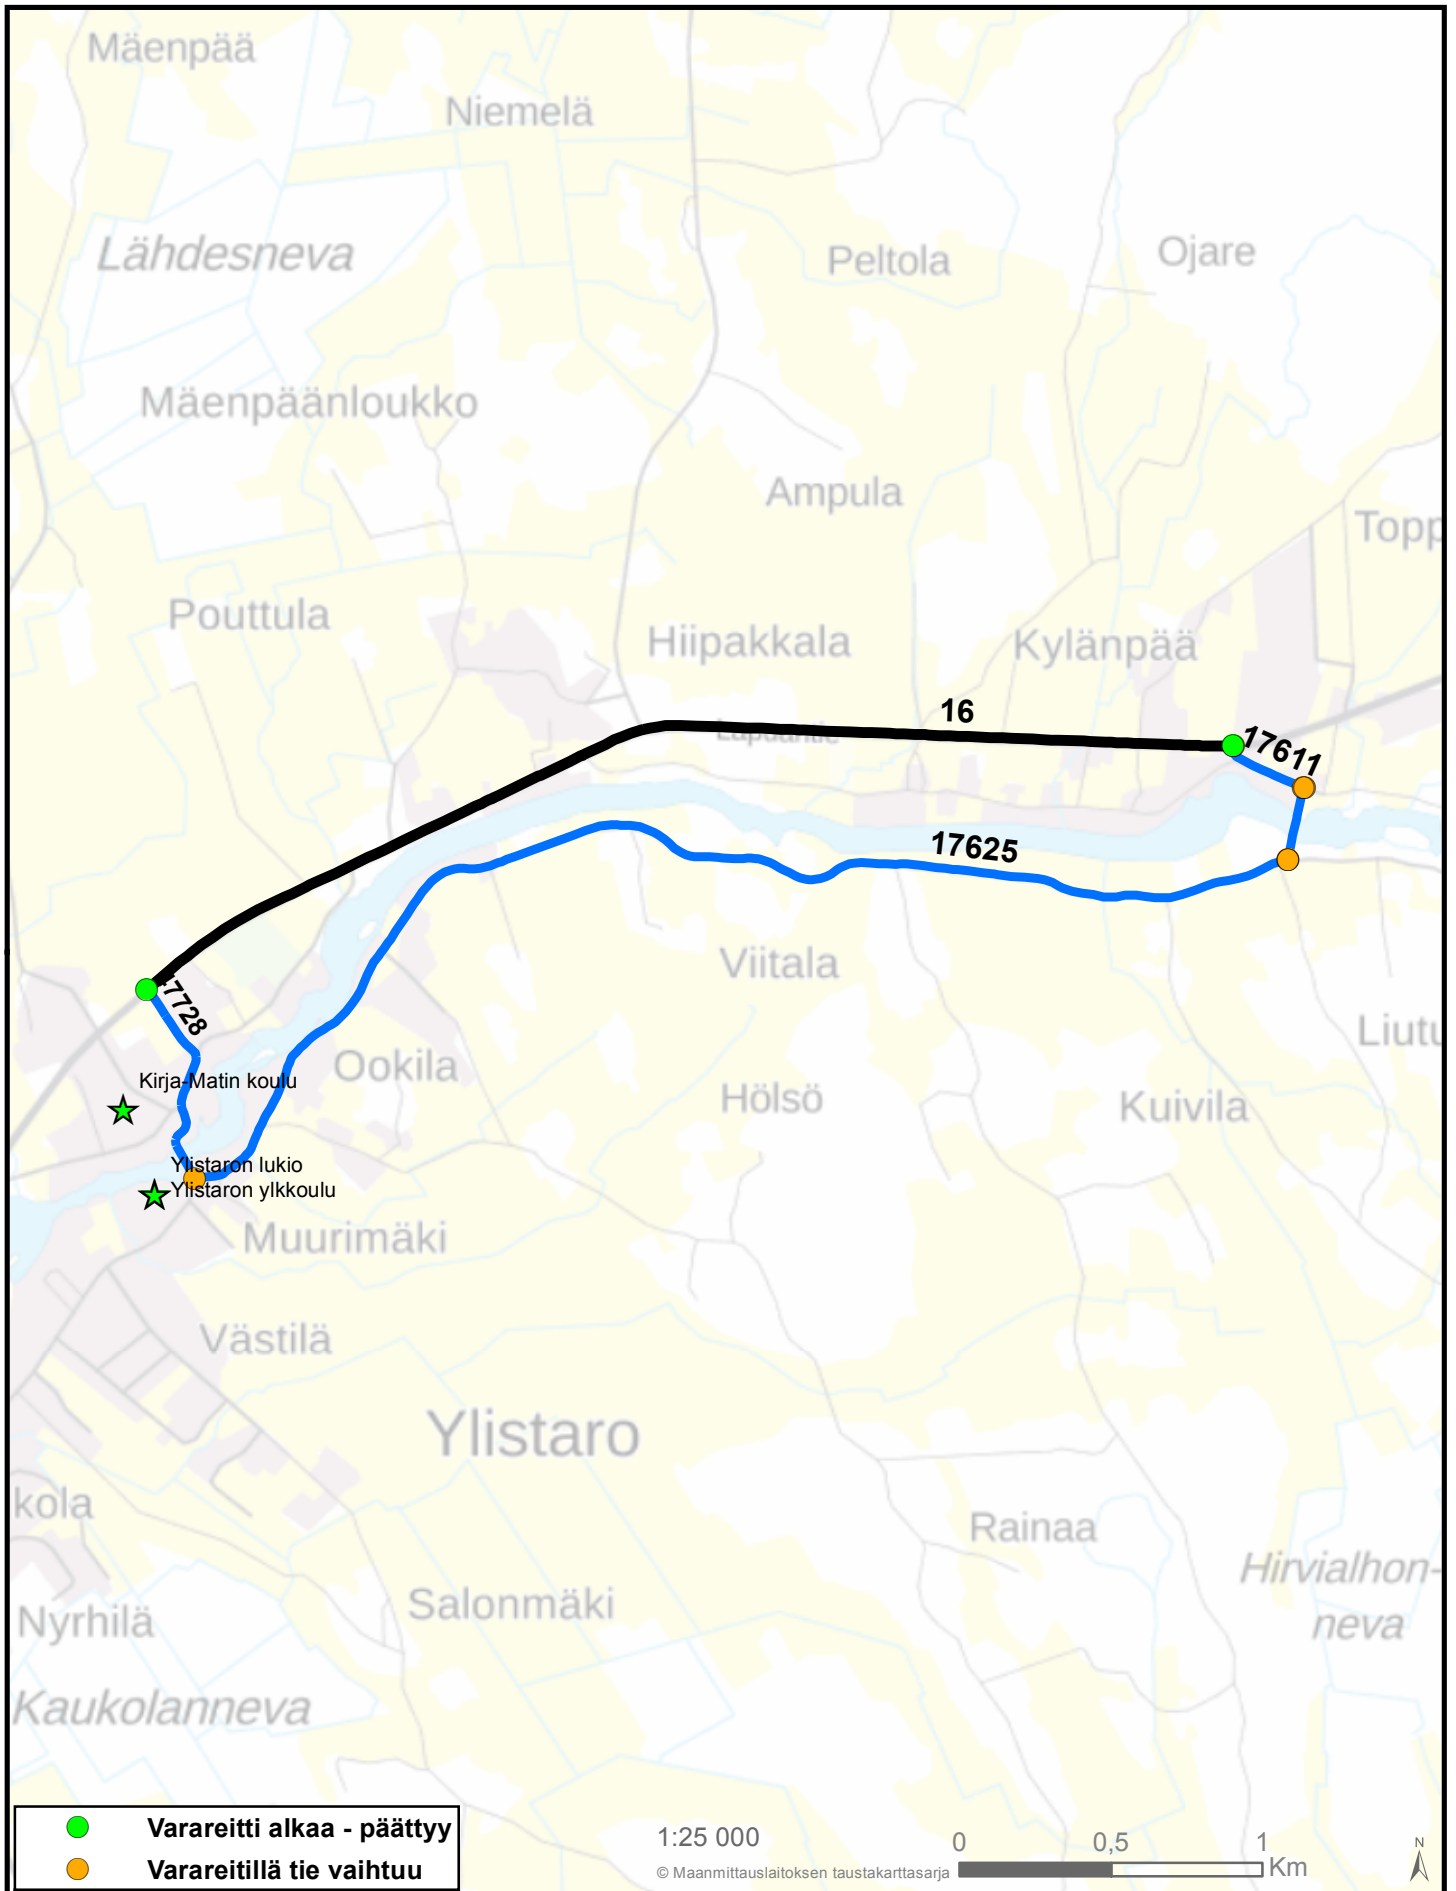 Mäenpää
Niemelä
Lähdesneva
Peltola
Ojare
Mäenpäänloukko
Ampula
Topp
Pouttula
Hiipakkala
Kylänpää
16
Lapuantie
17611
17625
Viitala
17728
Liutu
Ookila
Kirja-Matin koulu
Hölsö
Kuivila
Ylistaron lukio
Ylistaron ylkkoulu
Muurimäki
Västilä
Ylistaro
kola
Rainaa
Hirvialhon-
neva
Salonmäki
Nyrhilä
Kaukolanneva
Varareitti alkaa - päättyy
Varareitillä tie vaihtuu
1:25 000
© Maanmittauslaitoksen taustakarttasarja
0 0,5 1
Km
N